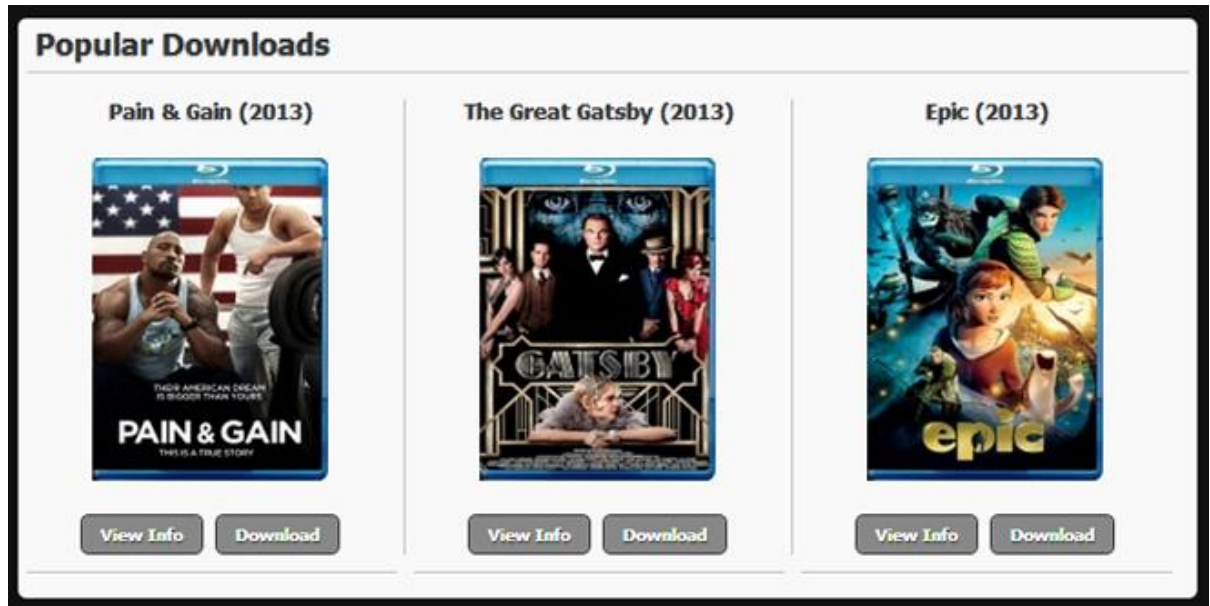 Popular Downloads
Pain & Gain (2013)
The Great Gatsby (2013)
Epic (2013)
THEIR AMERICAN DREAM
IS BIGGER THAN YOURS
PAIN & GAIN
THIS IS A TRUE STORY
GATSBY
epic
View Info
Download
View Info
Download
View Info
Download